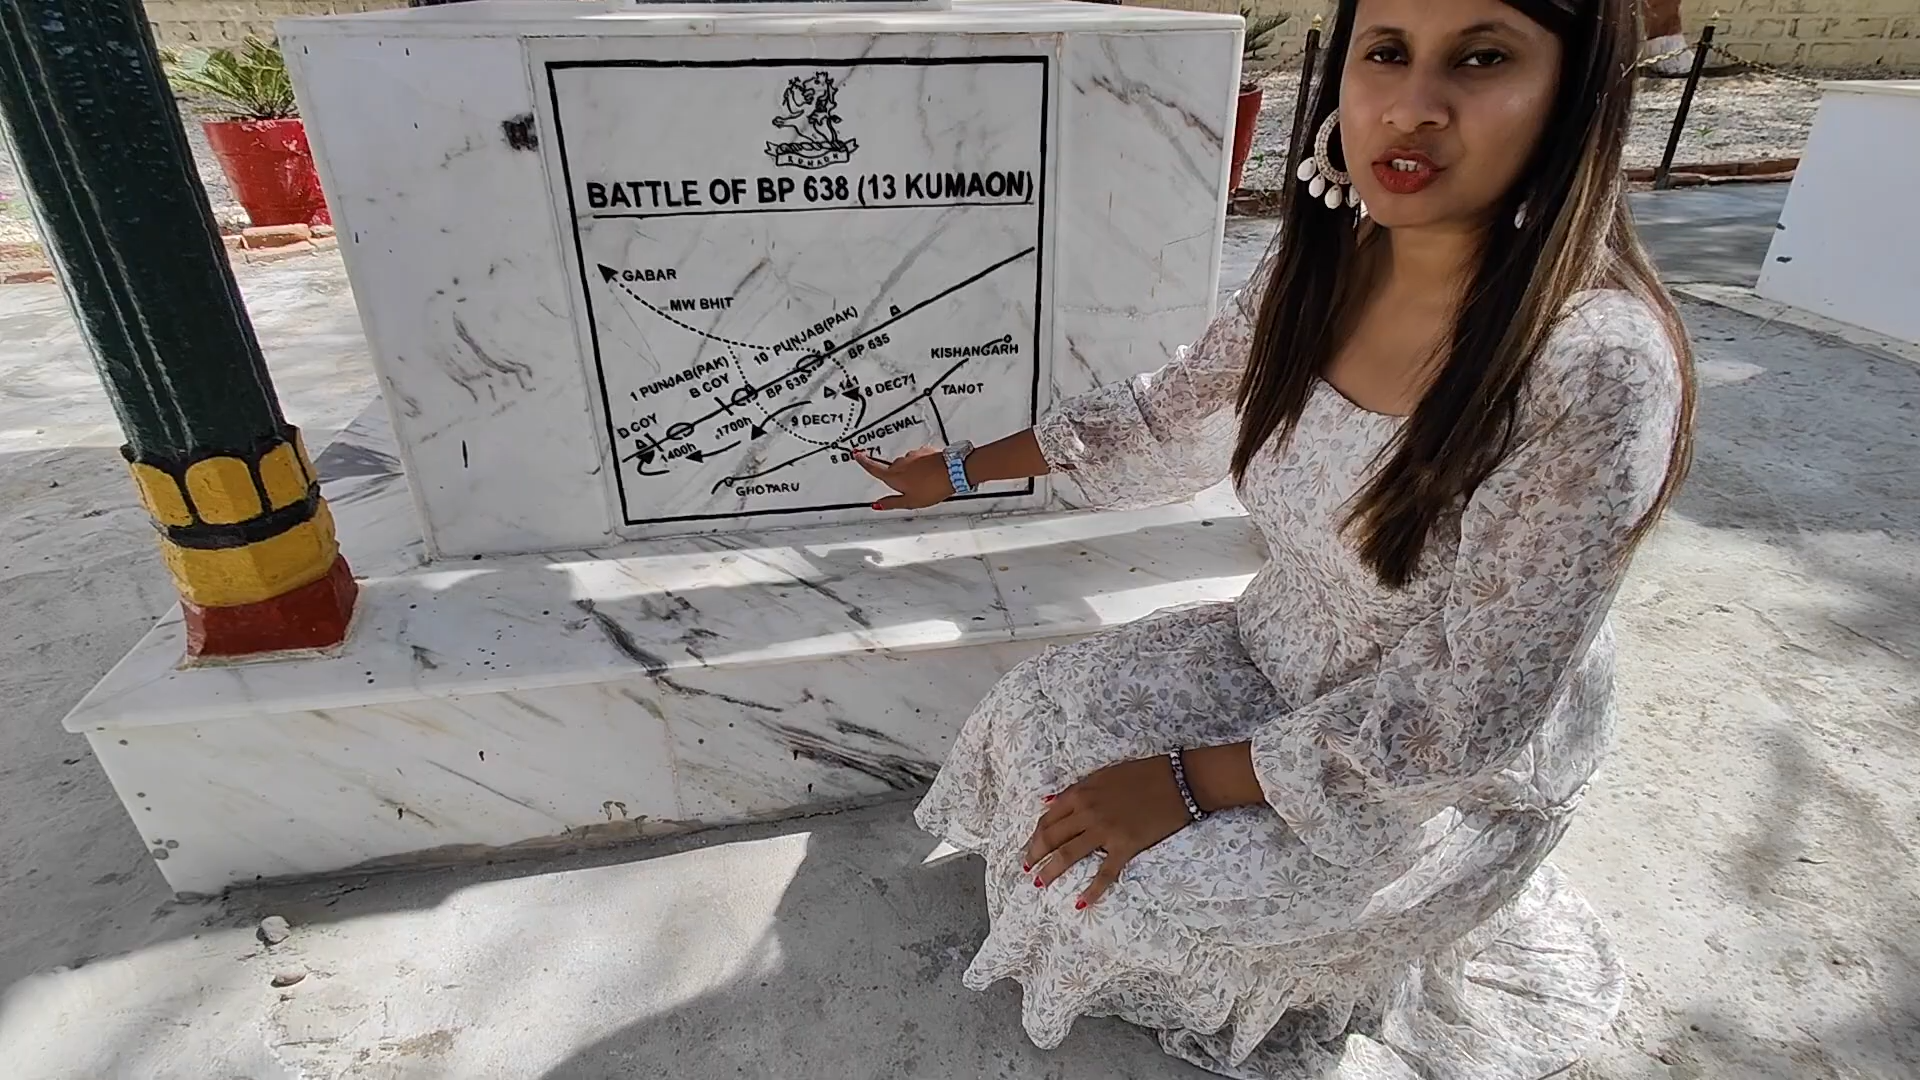 KUMAON
BATTLE OF BP 638 (13 KUMAON)
GABAR
MW BHIT
10 PUNJAB(PAK)
BP 635
KISHANGARH
1 PUNJAB(PAK)
B COY
BP 638
141
8 DEC71
TANOT
D COY
1700h
9 DEC71
LONGEWAL
1400h
GHOTARU